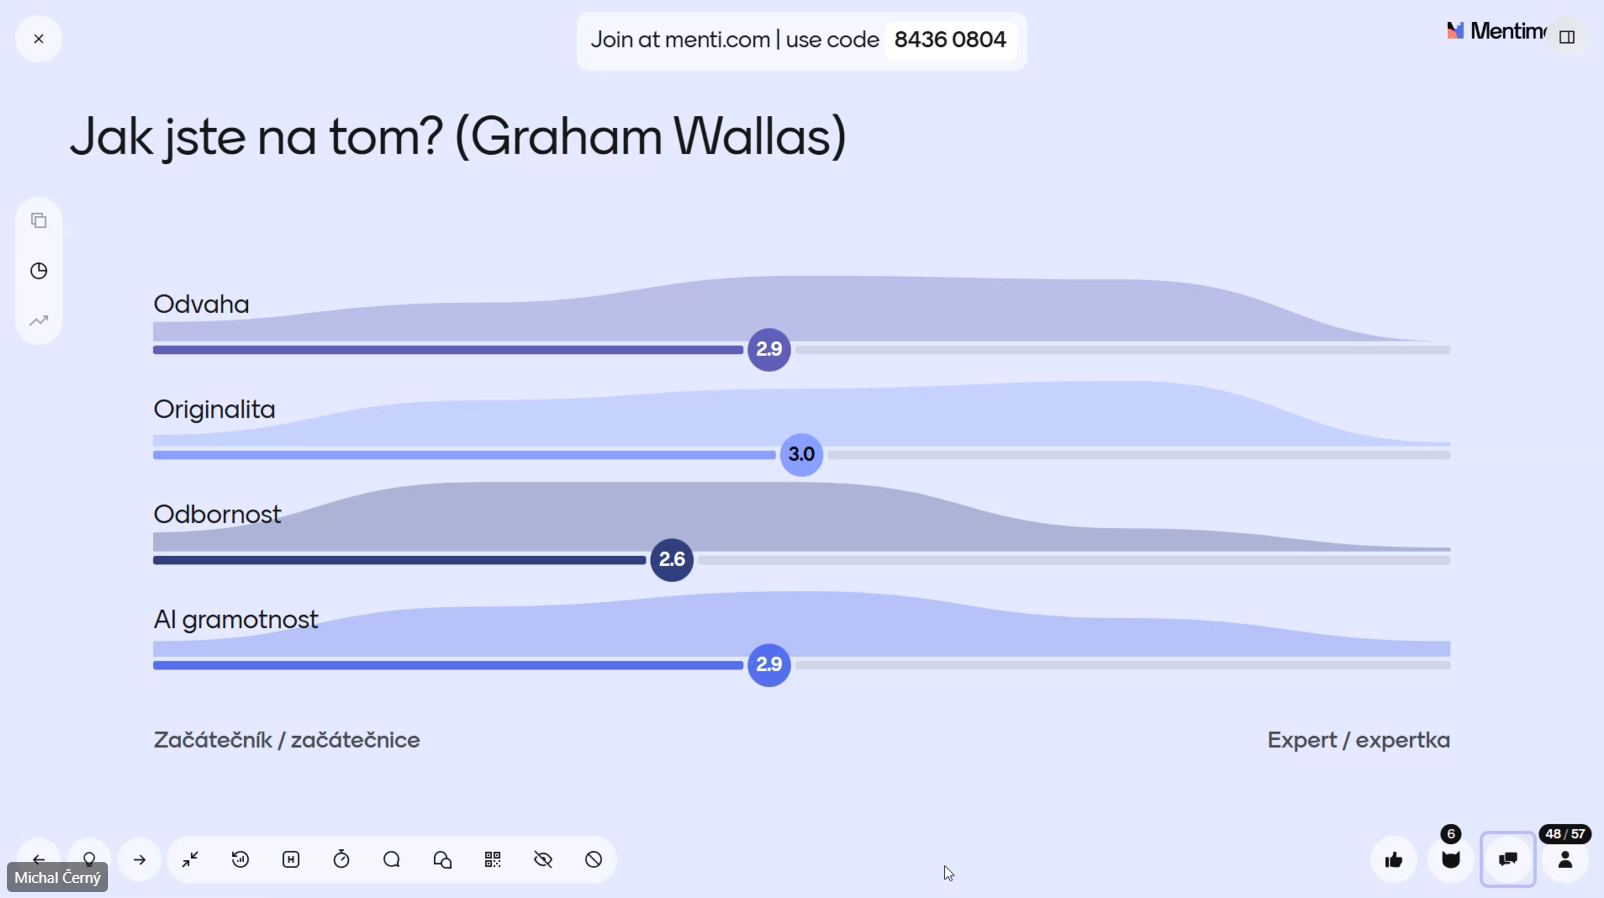 Join at menti.com | use code 8436 0804
Jak jste na tom? (Graham Wallas)
Odvaha
2.9
Originalita
3.0
Odbornost
2.6
AI gramotnost
2.9
Začátečník / začátečnice
Expert / expertka
6
48 / 57
H
Michal Černý